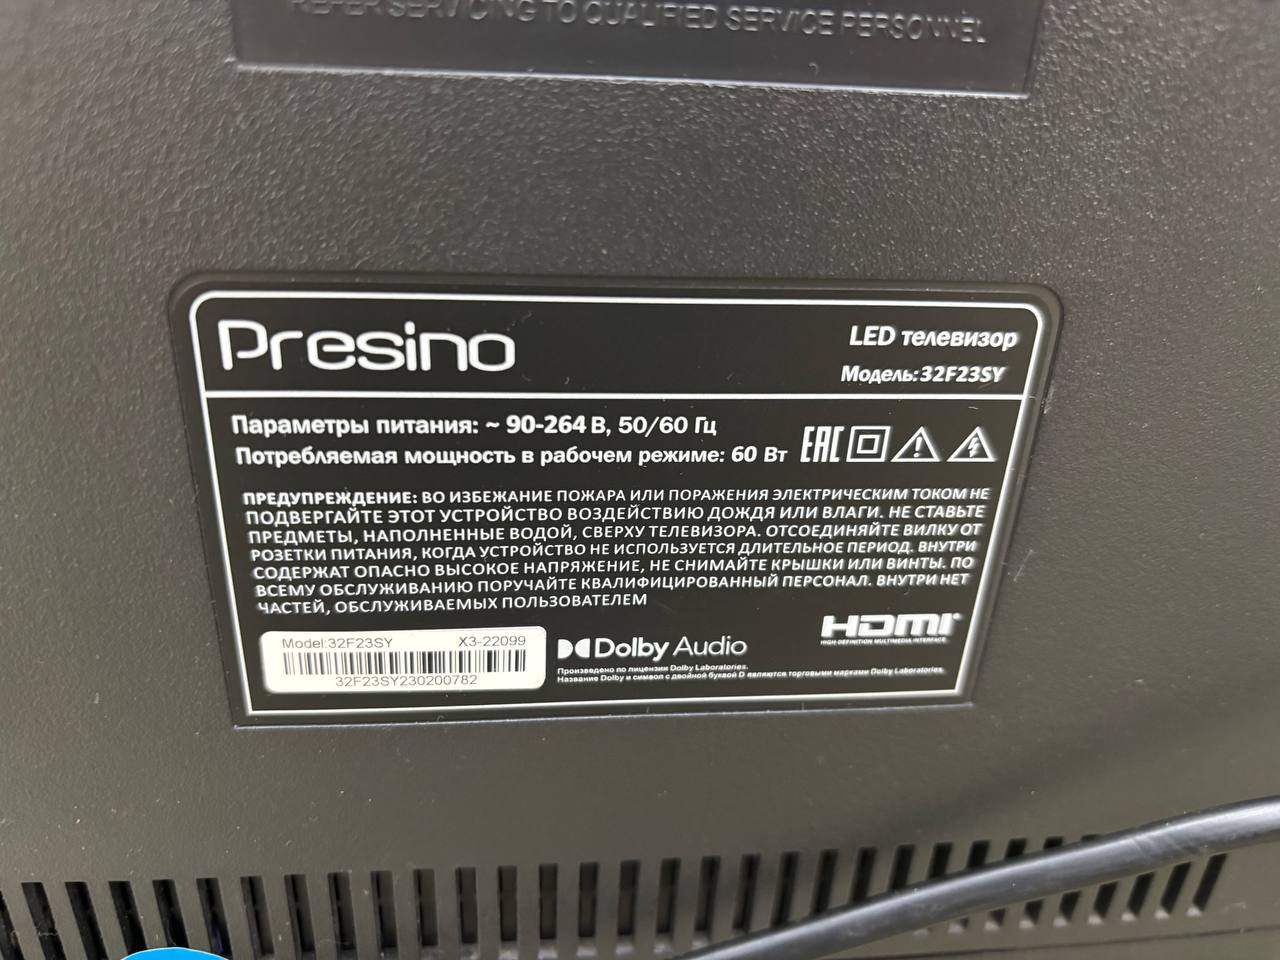 REFER SERVICING TO QUALIFIED SERVICE PERSONNEL
Presino
LED телевизор
Модель:32F23SY
Параметры питания: ~ 90-264 В, 50/60 Гц
Потребляемая мощность в рабочем режиме: 60 Вт
EAC
ПРЕДУПРЕЖДЕНИЕ: ВО ИЗБЕЖАНИЕ ПОЖАРА ИЛИ ПОРАЖЕНИЯ ЭЛЕКТРИЧЕСКИМ ТОКОМ НЕ
ПОДВЕРГАЙТЕ ЭТОТ УСТРОЙСТВО ВОЗДЕЙСТВИЮ ДОЖДЯ ИЛИ ВЛАГИ. НЕ СТАВЬТЕ
ПРЕДМЕТЫ, НАПОЛНЕННЫЕ ВОДОЙ, СВЕРХУ ТЕЛЕВИЗОРА. ОТСОЕДИНЯЙТЕ ВИЛКУ ОТ
РОЗЕТКИ ПИТАНИЯ, КОГДА УСТРОЙСТВО НЕ ИСПОЛЬЗУЕТСЯ ДЛИТЕЛЬНОЕ ПЕРИОД. ВНУТРИ
СОДЕРЖАТ ОПАСНО ВЫСОКОЕ НАПРЯЖЕНИЕ, НЕ СНИМАЙТЕ КРЫШКИ ИЛИ ВИНТЫ. ПО
ВСЕМУ ОБСЛУЖИВАНИЮ ПОРУЧАЙТЕ КВАЛИФИЦИРОВАННЫЙ ПЕРСОНАЛ. ВНУТРИ НЕТ
ЧАСТЕЙ, ОБСЛУЖИВАЕМЫХ ПОЛЬЗОВАТЕЛЕМ
Model:32F23SY X3-22099
32F23SY230200782
Dolby Audio
Произведено по лицензии Dolby Laboratories.
Название Dolby и символ с двойной буквой D являются торговыми марками Dolby Laboratories.
HDMI
HIGH-DEFINITION MULTIMEDIA INTERFACE